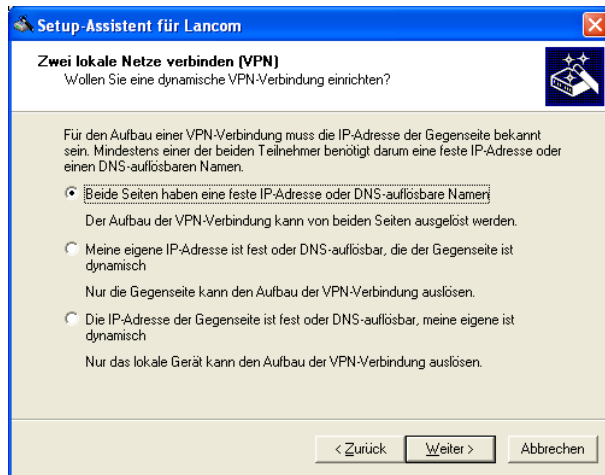 Setup-Assistent für Lancom
Zwei lokale Netze verbinden (VPN)
Wollen Sie eine dynamische VPN-Verbindung einrichten?
Für den Aufbau einer VPN-Verbindung muss die IP-Adresse der Gegenseite bekannt
sein. Mindestens einer der beiden Teilnehmer benötigt darum eine feste IP-Adresse oder
einen DNS-auflösbaren Namen.
Beide Seiten haben eine feste IP-Adresse oder DNS-auflösbare Namen
Der Aufbau der VPN-Verbindung kann von beiden Seiten ausgelöst werden.
Meine eigene IP-Adresse ist fest oder DNS-auflösbar, die der Gegenseite ist
dynamisch
Nur die Gegenseite kann den Aufbau der VPN-Verbindung auslösen.
Die IP-Adresse der Gegenseite ist fest oder DNS-auflösbar, meine eigene ist
dynamisch
Nur das lokale Gerät kann den Aufbau der VPN-Verbindung auslösen.
< Zurück Weiter > Abbrechen